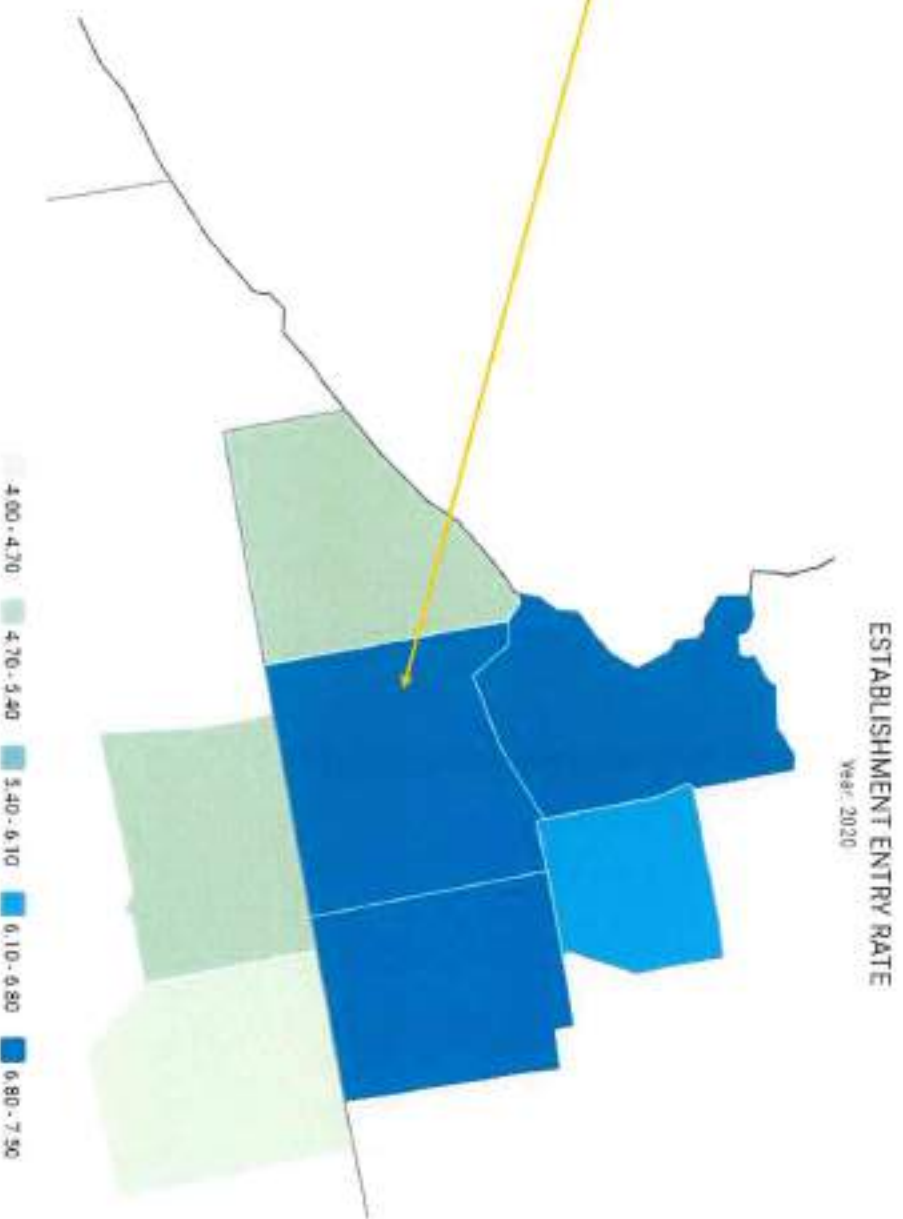 ESTABLISHMENT ENTRY RATE
Year: 2020
4.00 - 4.70
4.70 - 5.40
5.40 - 6.10
6.10 - 6.80
6.80 - 7.50